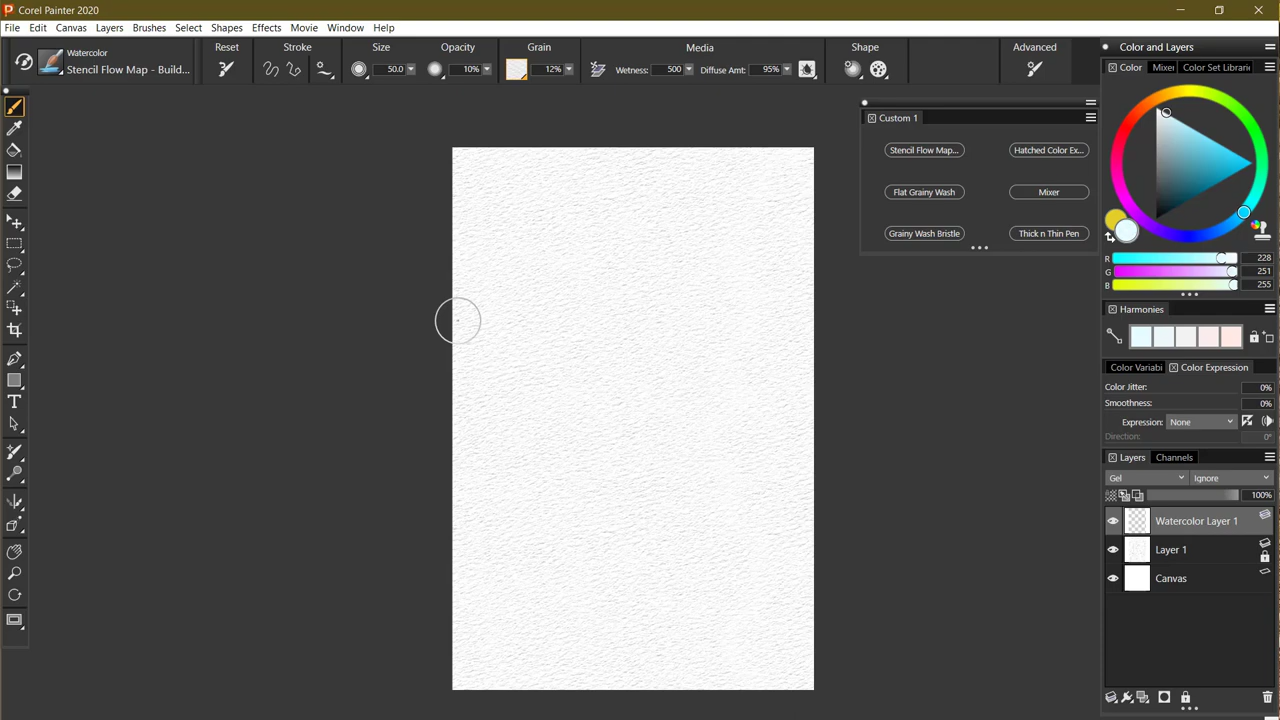 Corel Painter 2020
File Edit Canvas Layers Brushes Select Shapes Effects Movie Window Help
Watercolor
Stencil Flow Map - Build...
Reset
Stroke
Size
50.0
Opacity
10%
Grain
12%
Media
Wetness: 500
Diffuse Amt: 95%
Shape
Advanced
Custom 1
Stencil Flow Map...
Hatched Color Ex...
Flat Grainy Wash
Mixer
Grainy Wash Bristle
Thick n Thin Pen
Color and Layers
Color Mixe Color Set Librari
R 228
G 251
B 255
Harmonies
Color Variabi Color Expression
Color Jitter: 0%
Smoothness: 0%
Expression: None
Direction: 0°
Layers Channels
Gel Ignore
100%
Watercolor Layer 1
Layer 1
Canvas